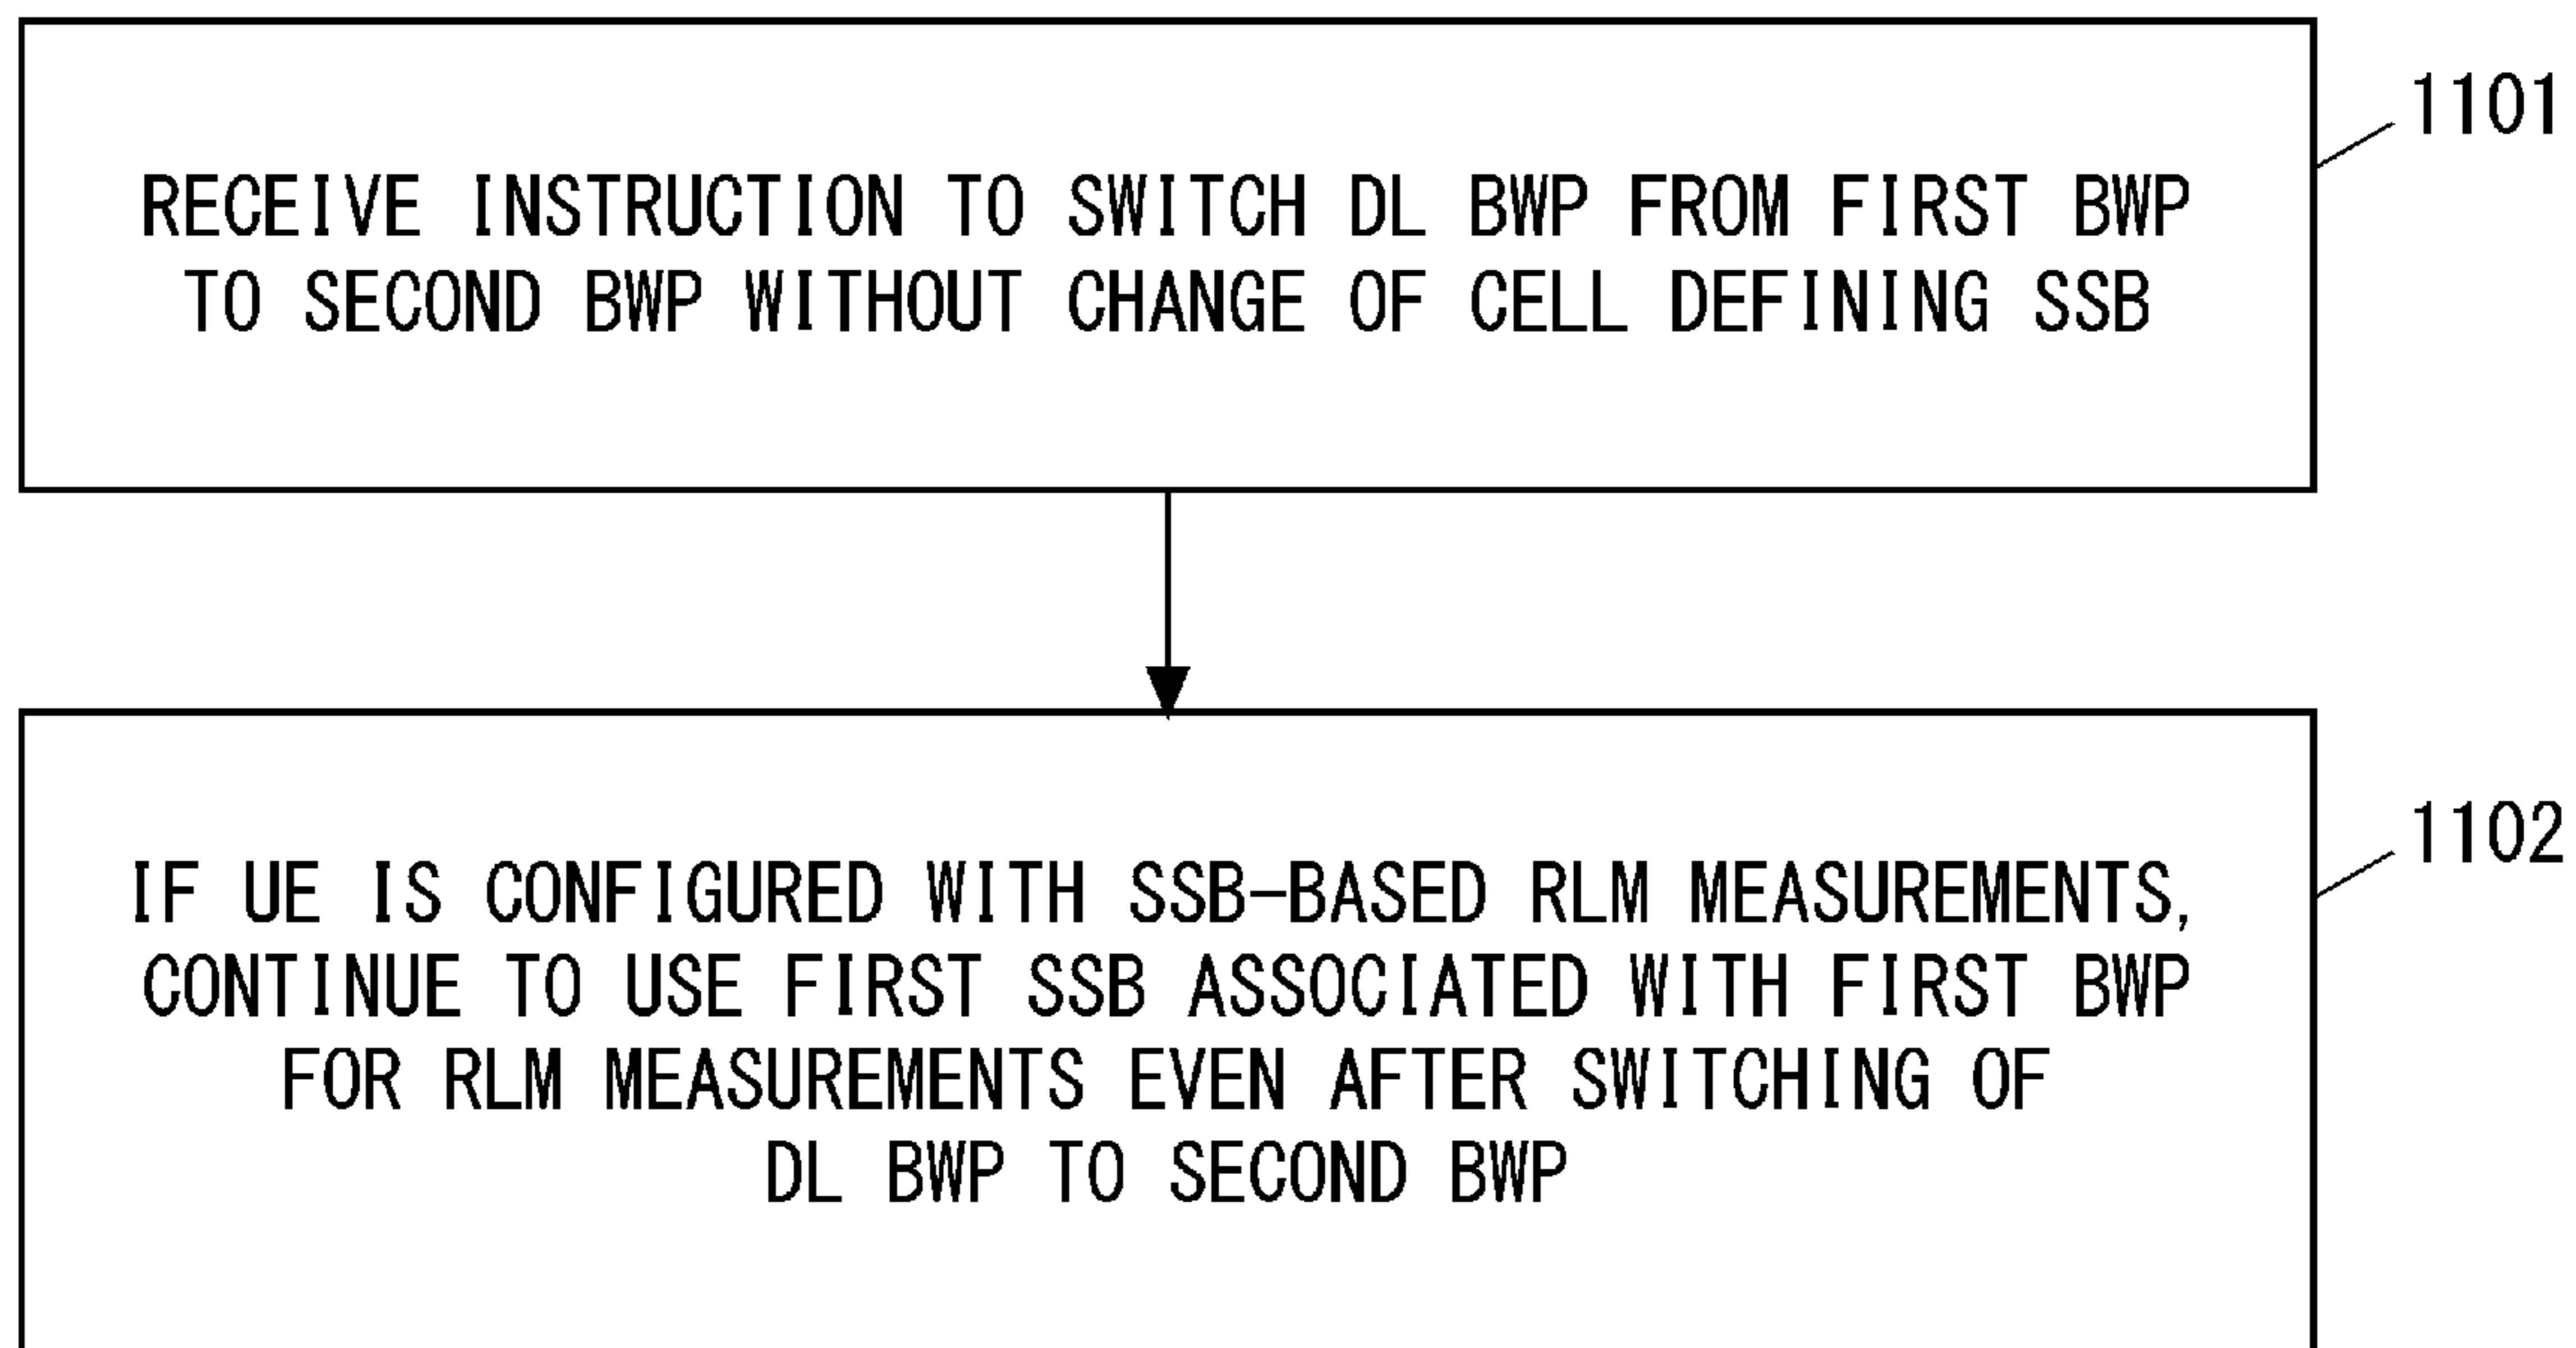 1101
RECEIVE INSTRUCTION TO SWITCH DL BWP FROM FIRST BWP
TO SECOND BWP WITHOUT CHANGE OF CELL DEFINING SSB
1102
IF UE IS CONFIGURED WITH SSB-BASED RLM MEASUREMENTS,
CONTINUE TO USE FIRST SSB ASSOCIATED WITH FIRST BWP
FOR RLM MEASUREMENTS EVEN AFTER SWITCHING OF
DL BWP TO SECOND BWP